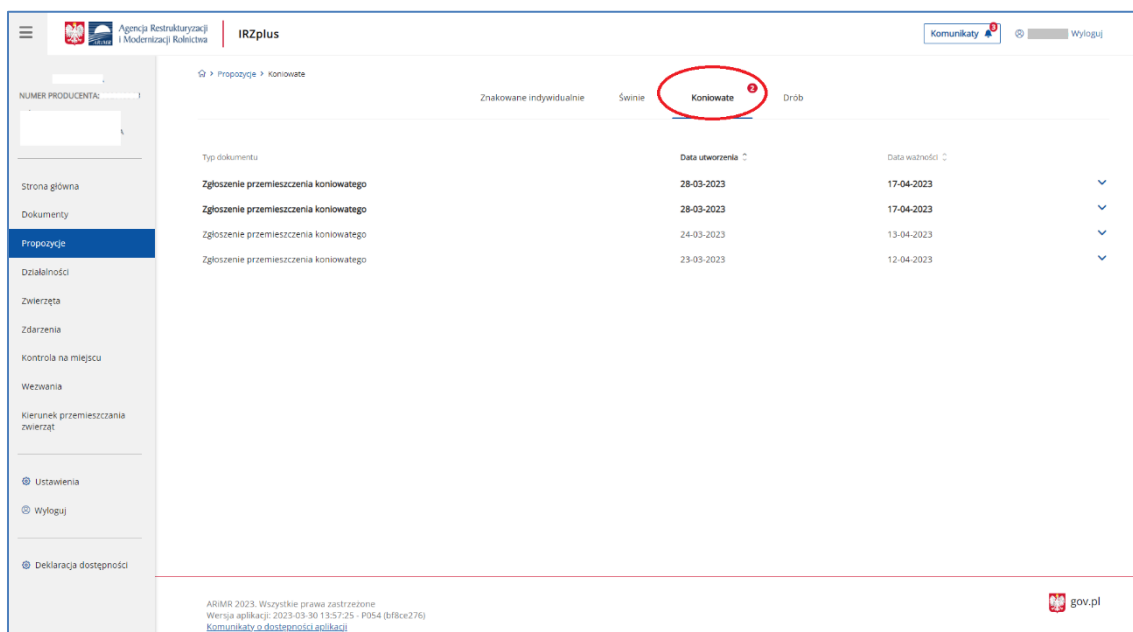 Agencja Restrukturyzacji
i Modernizacji Rolnictwa
ARiMR
IRZplus
Komunikaty 3
Wyloguj
NUMER PRODUCENTA:
Strona główna
Dokumenty
Propozycje
Działalności
Zwierzęta
Zdarzenia
Kontrola na miejscu
Wezwania
Kierunek przemieszczania
zwierząt
Ustawienia
Wyloguj
Deklaracja dostępności
> Propozycje > Koniowate
Znakowane indywidualnie Świnie Koniowate 2 Drób
Typ dokumentu Data utworzenia Data ważności
Zgłoszenie przemieszczenia koniowatego 28-03-2023 17-04-2023
Zgłoszenie przemieszczenia koniowatego 28-03-2023 17-04-2023
Zgłoszenie przemieszczenia koniowatego 24-03-2023 13-04-2023
Zgłoszenie przemieszczenia koniowatego 23-03-2023 12-04-2023
ARiMR 2023. Wszystkie prawa zastrzeżone
Wersja aplikacji: 2023-03-30 13:57:25 - P054 (bf8ce276)
Komunikaty o dostępności aplikacji
gov.pl